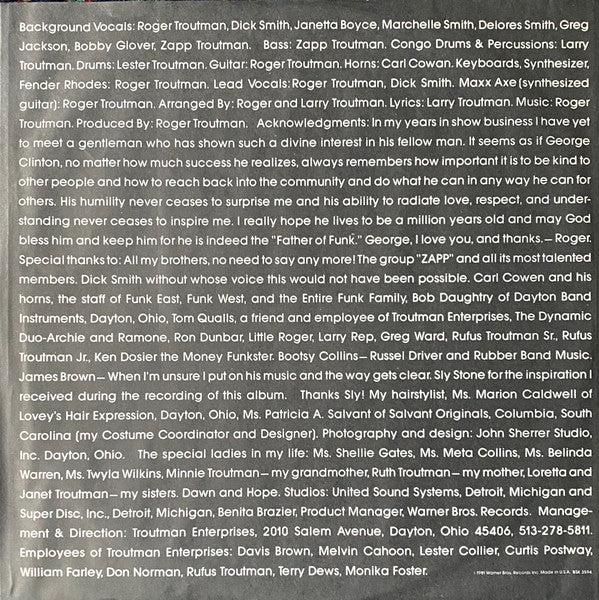 Background Vocals: Roger Troutman, Dick Smith, Janetta Boyce, Marchelle Smith, Delores Smith, Greg
Jackson, Bobby Glover, Zapp Troutman. Bass: Zapp Troutman. Congo Drums & Percussions: Larry
Troutman. Drums: Lester Troutman. Guitar: Roger Troutman. Horns: Carl Cowan. Keyboards, Synthesizer,
Fender Rhodes: Roger Troutman. Lead Vocals: Roger Troutman, Dick Smith. Maxx Axe (synthesized
guitar): Roger Troutman. Arranged By: Roger and Larry Troutman. Lyrics: Larry Troutman. Music: Roger
Troutman. Produced By: Roger Troutman. Acknowledgments: In my years in show business I have yet
to meet a gentleman who has shown such a divine interest in his fellow man. It seems as if George
Clinton, no matter how much success he realizes, always remembers how important it is to be kind to
other people and how to reach back into the community and do what he can in any way he can for
others. His humility never ceases to surprise me and his ability to radiate love, respect, and under-
standing never ceases to inspire me. I really hope he lives to be a million years old and may God
bless him and keep him for he is indeed the "Father of Funk." George, I love you, and thanks.—Roger.
Special thanks to: All my brothers, no need to say any more! The group "ZAPP" and all its most talented
members. Dick Smith without whose voice this would not have been possible. Carl Cowen and his
horns, the staff of Funk East, Funk West, and the Entire Funk Family, Bob Daughtry of Dayton Band
Instruments, Dayton, Ohio, Tom Qualls, a friend and employee of Troutman Enterprises, The Dynamic
Duo-Archie and Ramone, Ron Dunbar, Little Roger, Larry Rep, Greg Ward, Rufus Troutman Sr., Rufus
Troutman Jr., Ken Dosier the Money Funkster. Bootsy Collins—Russel Driver and Rubber Band Music.
James Brown—When I'm unsure I put on his music and the way gets clear. Sly Stone for the inspiration I
received during the recording of this album. Thanks Sly! My hairstylist, Ms. Marion Caldwell of
Lovey's Hair Expression, Dayton, Ohio, Ms. Patricia A. Salvant of Salvant Originals, Columbia, South
Carolina (my Costume Coordinator and Designer). Photography and design: John Sherrer Studio,
Inc. Dayton, Ohio. The special ladies in my life: Ms. Shellie Gates, Ms. Meta Collins, Ms. Belinda
Warren, Ms. Twyla Wilkins, Minnie Troutman—my grandmother, Ruth Troutman—my mother, Loretta and
Janet Troutman—my sisters. Dawn and Hope. Studios: United Sound Systems, Detroit, Michigan and
Super Disc, Inc., Detroit, Michigan, Benita Brazier, Product Manager, Warner Bros. Records. Manage-
ment & Direction: Troutman Enterprises, 2010 Salem Avenue, Dayton, Ohio 45406, 513-278-5811.
Employees of Troutman Enterprises: Davis Brown, Melvin Cahoon, Lester Collier, Curtis Postway,
William Farley, Don Norman, Rufus Troutman, Terry Dews, Monika Foster.
1981 Warner Bros. Records Inc. Made in U.S.A. BSK 3594